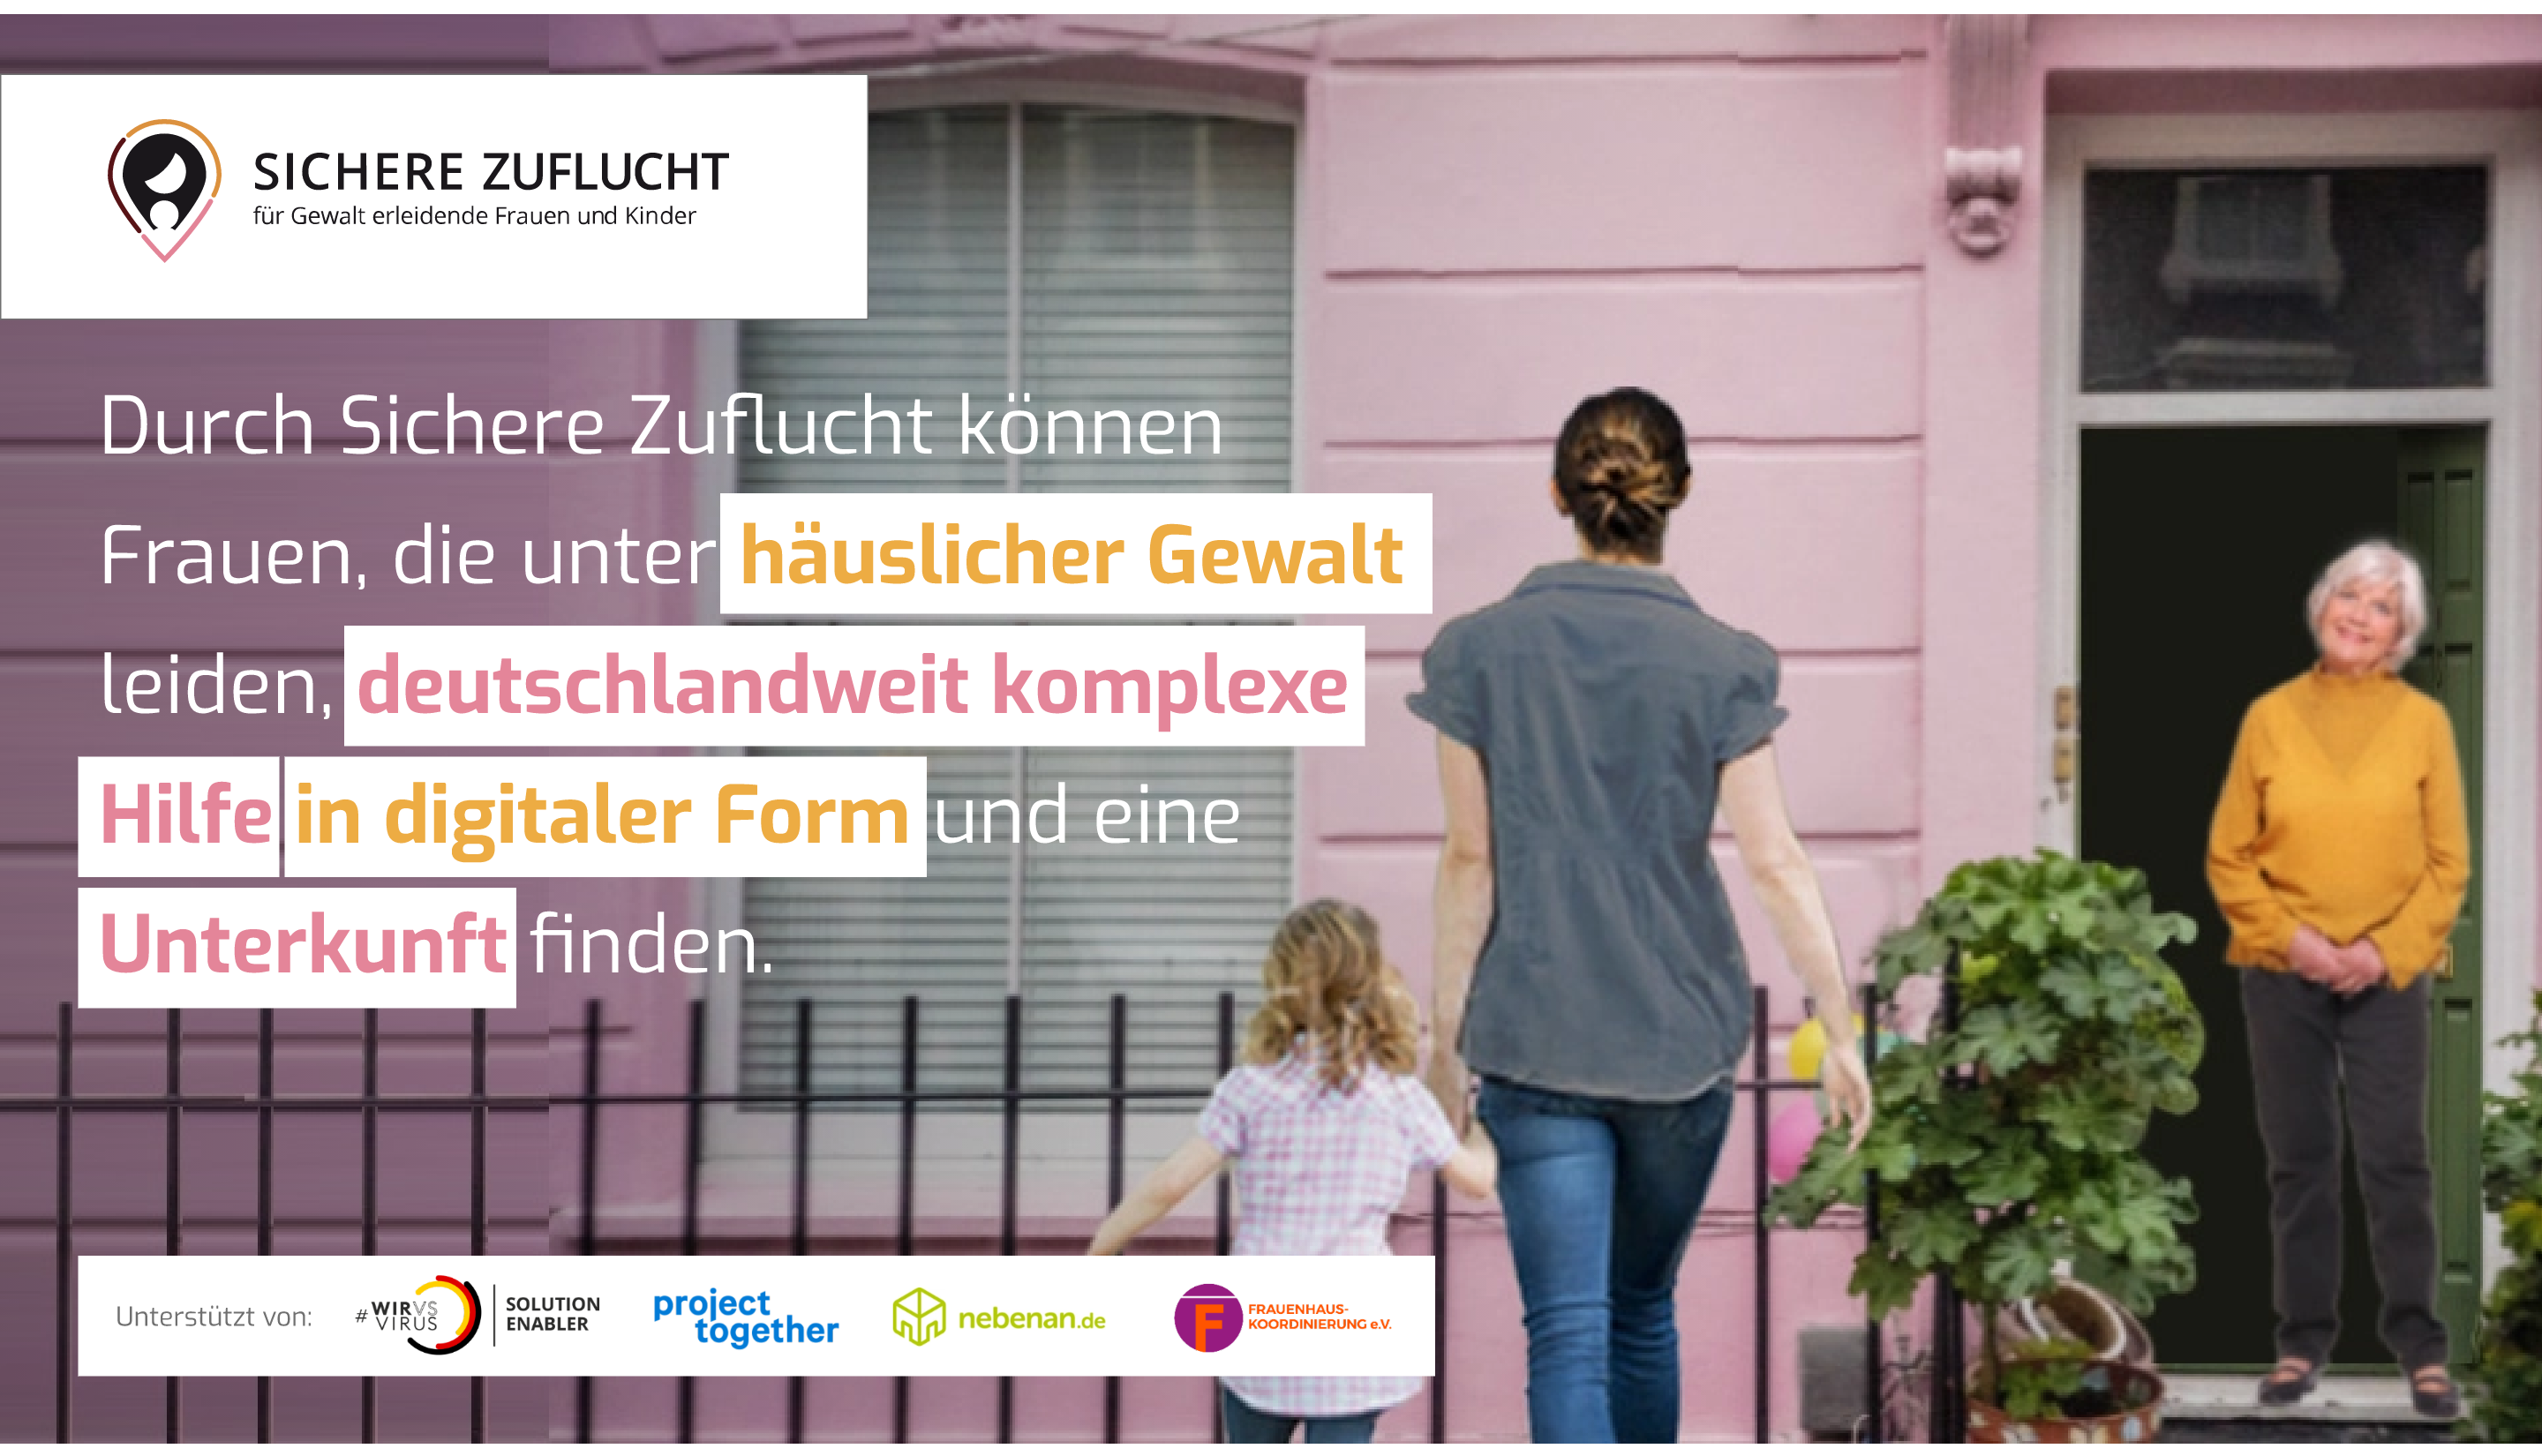 SICHERE ZUFLUCHT
für Gewalt erleidende Frauen und Kinder
Durch Sichere Zuflucht können
Frauen, die unter häuslicher Gewalt
leiden, deutschlandweit komplexe
Hilfe in digitaler Form und eine
Unterkunft finden.
Unterstützt von:
#WIRVS
VIRUS
SOLUTION
ENABLER
project
together
nebenan.de
F
FRAUENHAUS-
KOORDINIERUNG e.V.